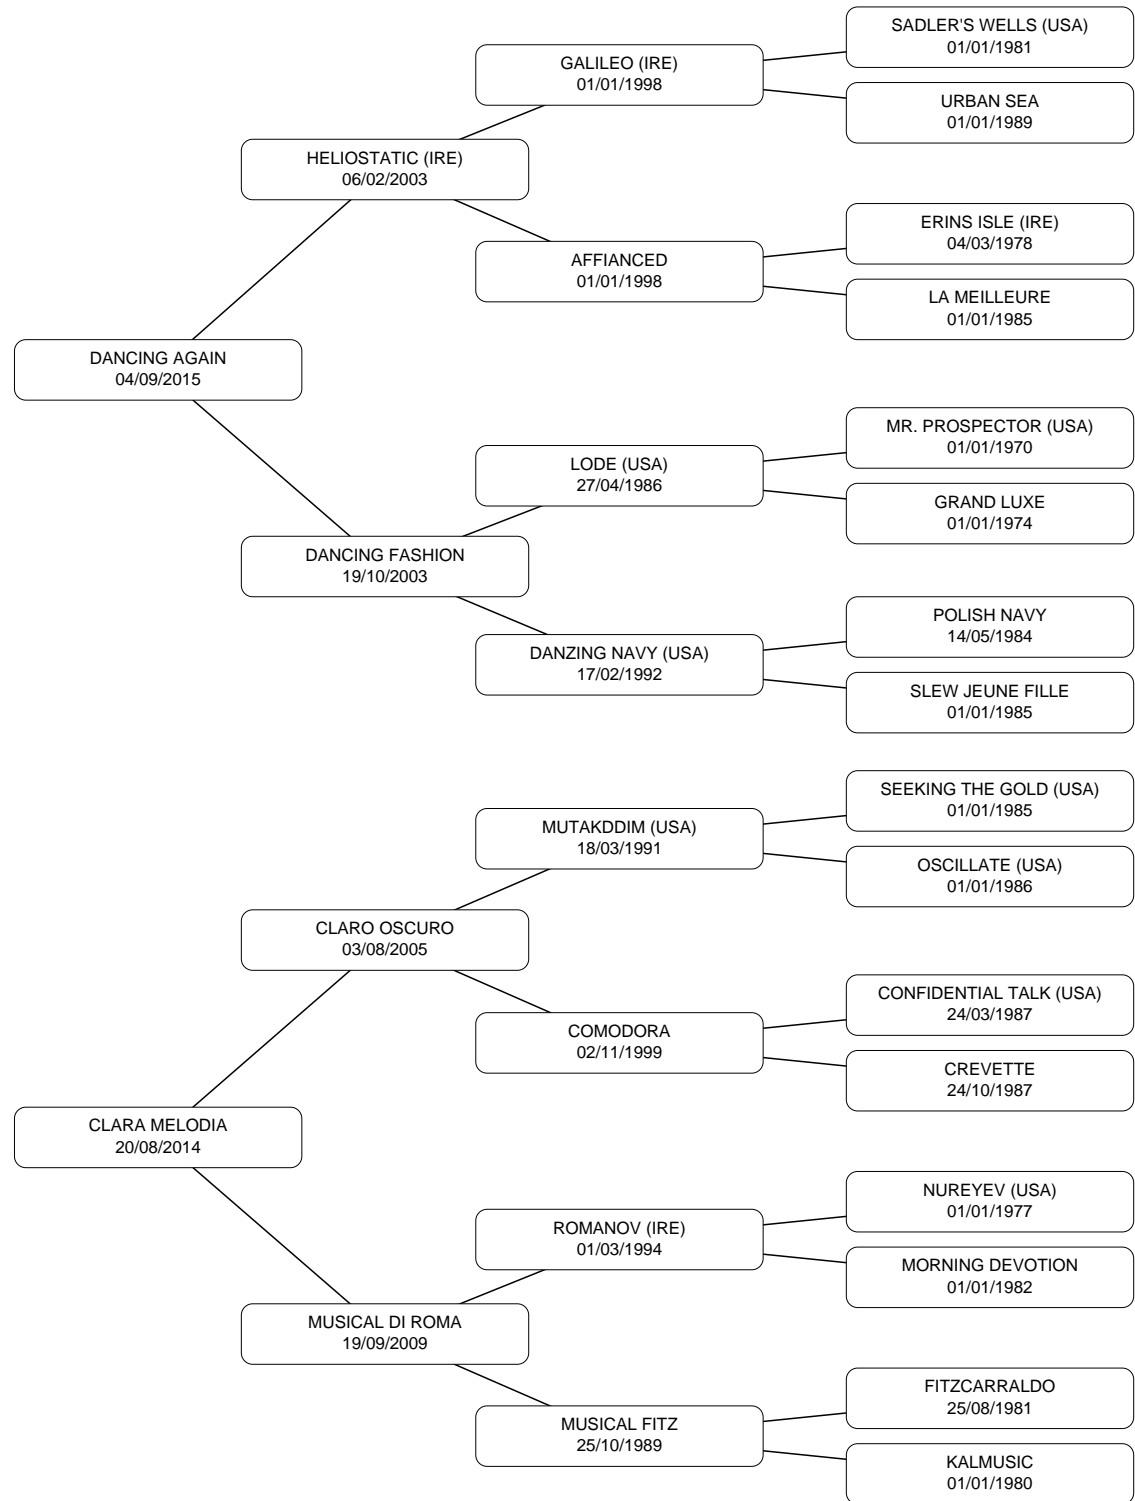 SADLER'S WELLS (USA)
01/01/1981
GALILEO (IRE)
01/01/1998
URBAN SEA
01/01/1989
HELIOSTATIC (IRE)
06/02/2003
ERINS ISLE (IRE)
04/03/1978
AFFIANCED
01/01/1998
LA MEILLEURE
01/01/1985
DANCING AGAIN
04/09/2015
MR. PROSPECTOR (USA)
01/01/1970
LODE (USA)
27/04/1986
GRAND LUXE
01/01/1974
DANCING FASHION
19/10/2003
POLISH NAVY
14/05/1984
DANZING NAVY (USA)
17/02/1992
SLEW JEUNE FILLE
01/01/1985
SEEKING THE GOLD (USA)
01/01/1985
MUTAKDDIM (USA)
18/03/1991
OSCILLATE (USA)
01/01/1986
CLARO OSCURO
03/08/2005
CONFIDENTIAL TALK (USA)
24/03/1987
COMODORA
02/11/1999
CREVETTE
24/10/1987
CLARA MELODIA
20/08/2014
NUREYEV (USA)
01/01/1977
ROMANOV (IRE)
01/03/1994
MORNING DEVOTION
01/01/1982
MUSICAL DI ROMA
19/09/2009
FITZCARRALDO
25/08/1981
MUSICAL FITZ
25/10/1989
KALMUSIC
01/01/1980